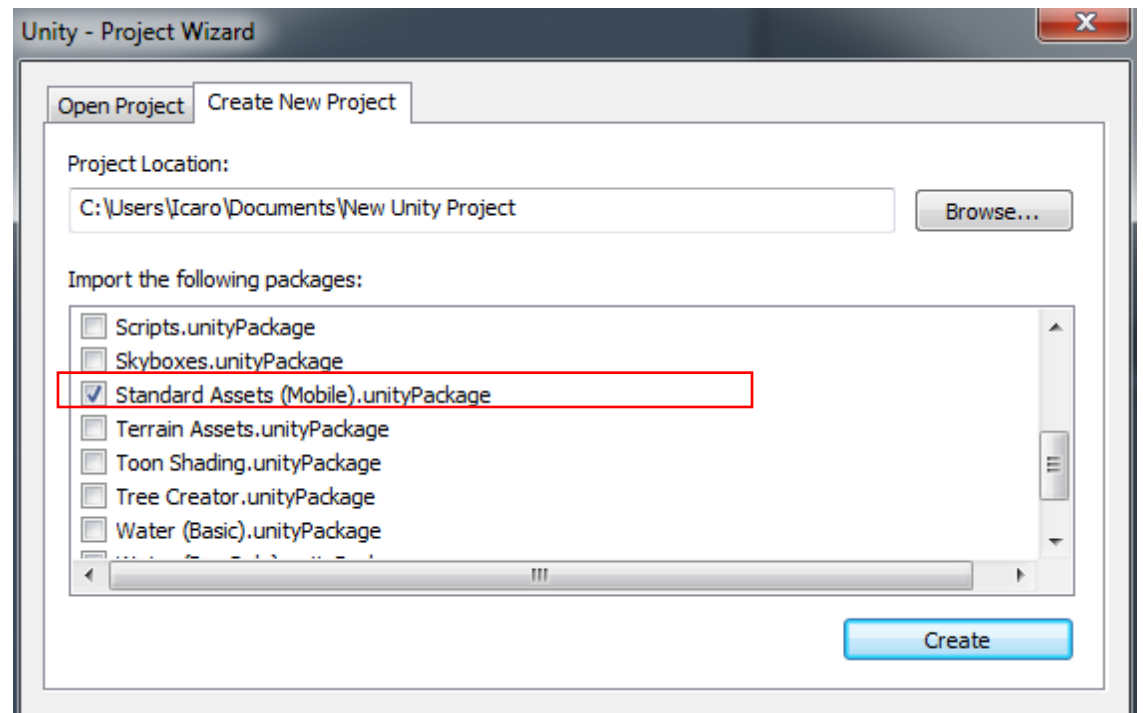 Unity - Project Wizard
Open Project
Create New Project
Project Location:
C:\Users\Icaro\Documents\New Unity Project
Browse...
Import the following packages:
Scripts.unityPackage
Skyboxes.unityPackage
Standard Assets (Mobile).unityPackage
Terrain Assets.unityPackage
Toon Shading.unityPackage
Tree Creator.unityPackage
Water (Basic).unityPackage
Create